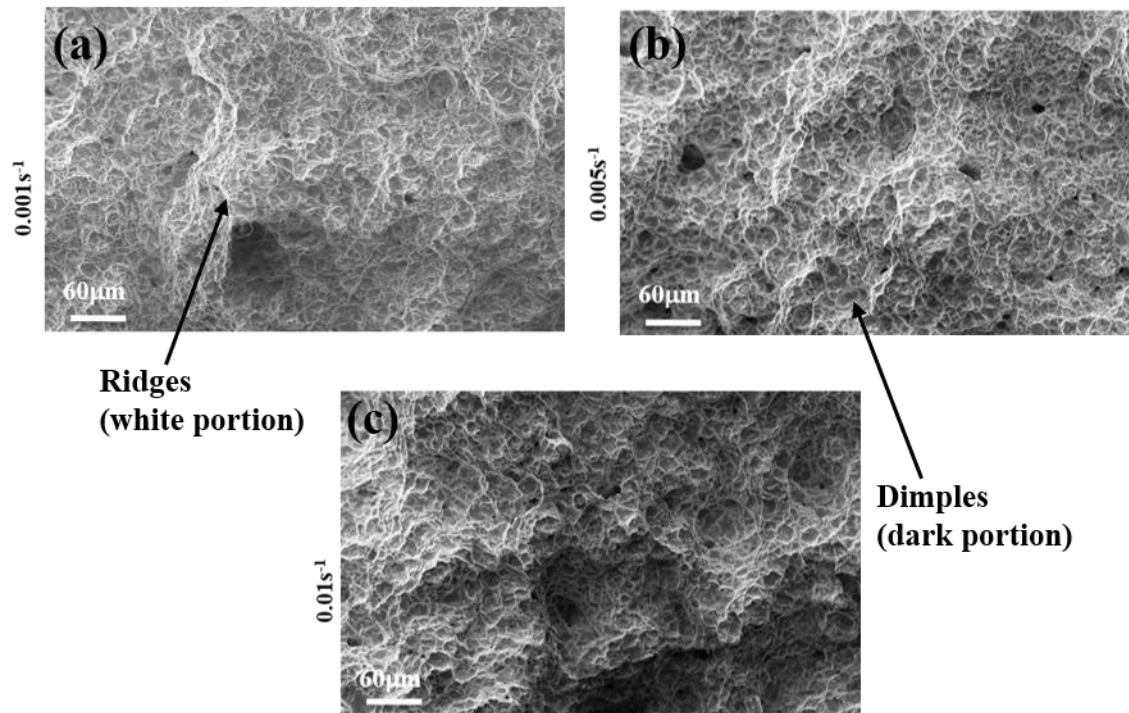 (a)
0.001s⁻¹
60μm
Ridges
(white portion)
(b)
0.005s⁻¹
60μm
Dimples
(dark portion)
(c)
0.01s⁻¹
60μm